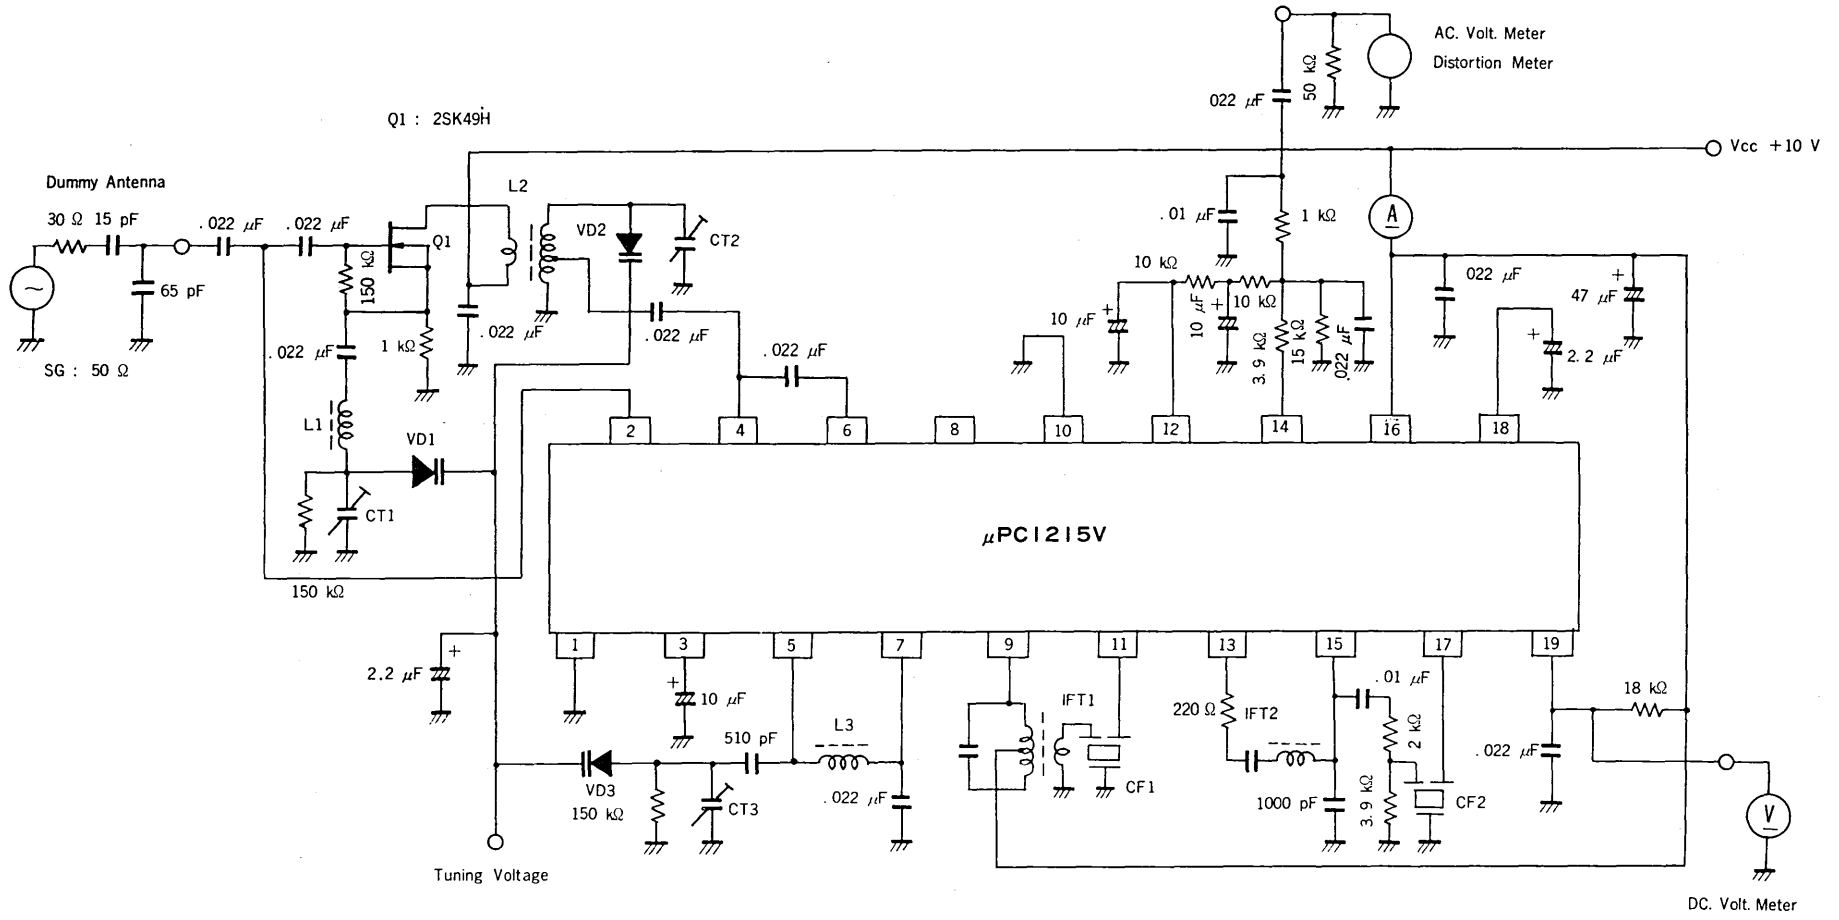 AC. Volt. Meter
Distortion Meter
50 kΩ
022 μF
Q1 : 2SK49H
Vcc +10 V
Dummy Antenna
30 Ω 15 pF
.022 μF
.022 μF
L2
Q1
VD2
CT2
.01 μF
1 kΩ
A
65 pF
150 kΩ
10 kΩ
10 kΩ
022 μF
47 μF
+
~
SG : 50 Ω
.022 μF
1 kΩ
.022 μF
.022 μF
.022 μF
10 μF
+
10 μF
+
3.9 kΩ
15 kΩ
.022 μF
+
2.2 μF
L1
VD1
CT1
150 kΩ
2
4
6
8
10
12
14
16
18
μPC1215V
1
3
5
7
9
11
13
15
17
19
2.2 μF
+
+
10 μF
510 pF
L3
VD3
150 kΩ
CT3
.022 μF
IFT1
CF1
220 Ω
IFT2
.01 μF
2 kΩ
1000 pF
3.9 kΩ
CF2
18 kΩ
.022 μF
V
Tuning Voltage
DC. Volt. Meter